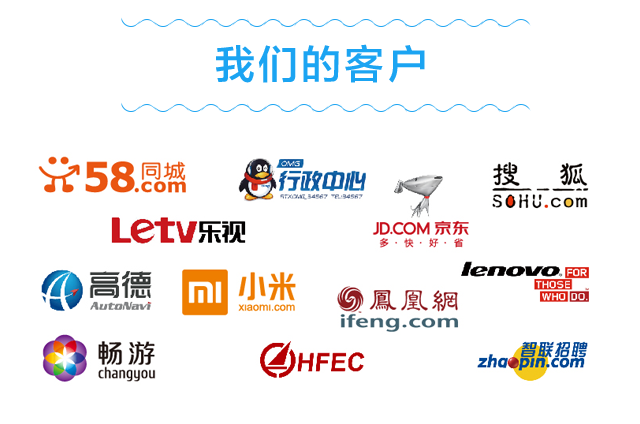 我们的客户
58同城
.com
OMG
行政中心
搜 狐
SOHU.com
Letv乐视
JD.COM 京东
多·快·好·省
高德
AutoNavi
mi 小米
xiaomi.com
鳳凰網
ifeng.com
lenovo FOR
THOSE
WHO DO.
畅游
changyou
HFEC
智联招聘
zhaopin.com